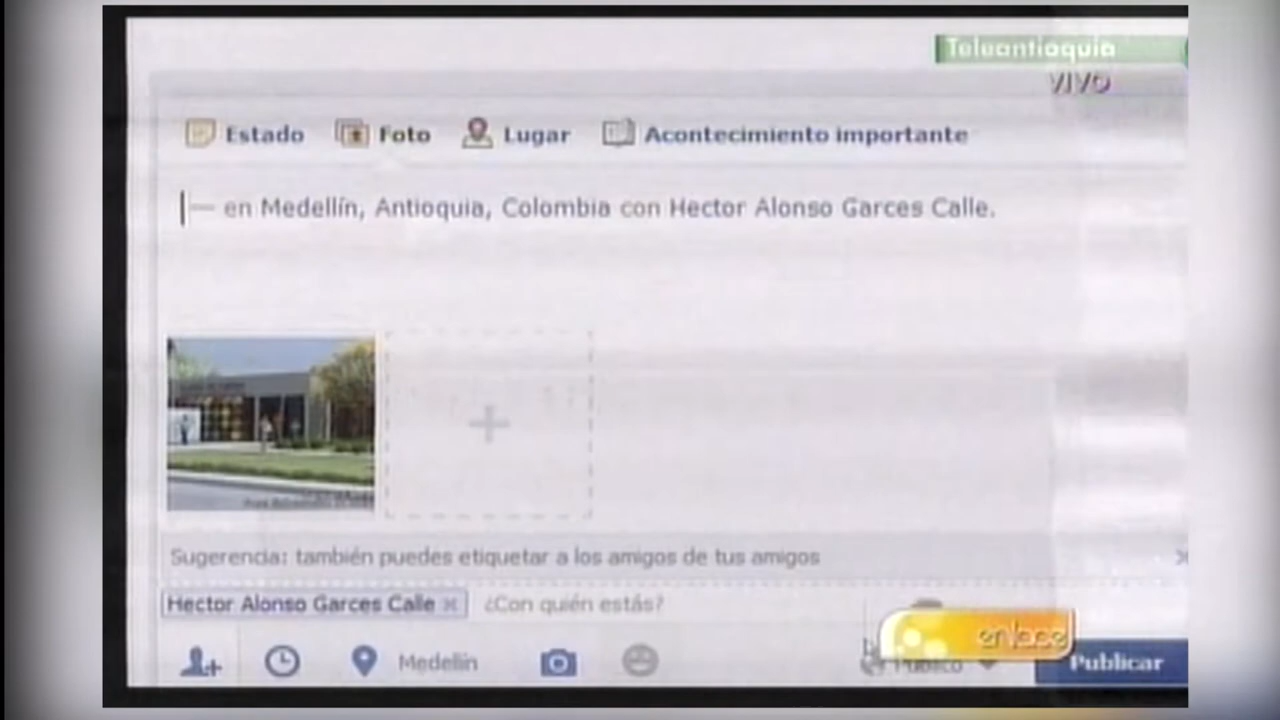 Teleantioquia
VIVO
Estado Foto Lugar Acontecimiento importante
— en Medellín, Antioquia, Colombia con Hector Alonso Garces Calle.
Sugerencia: también puedes etiquetar a los amigos de tus amigos
Hector Alonso Garces Calle × ¿Con quién estás?
enlace
Medellín Público Publicar